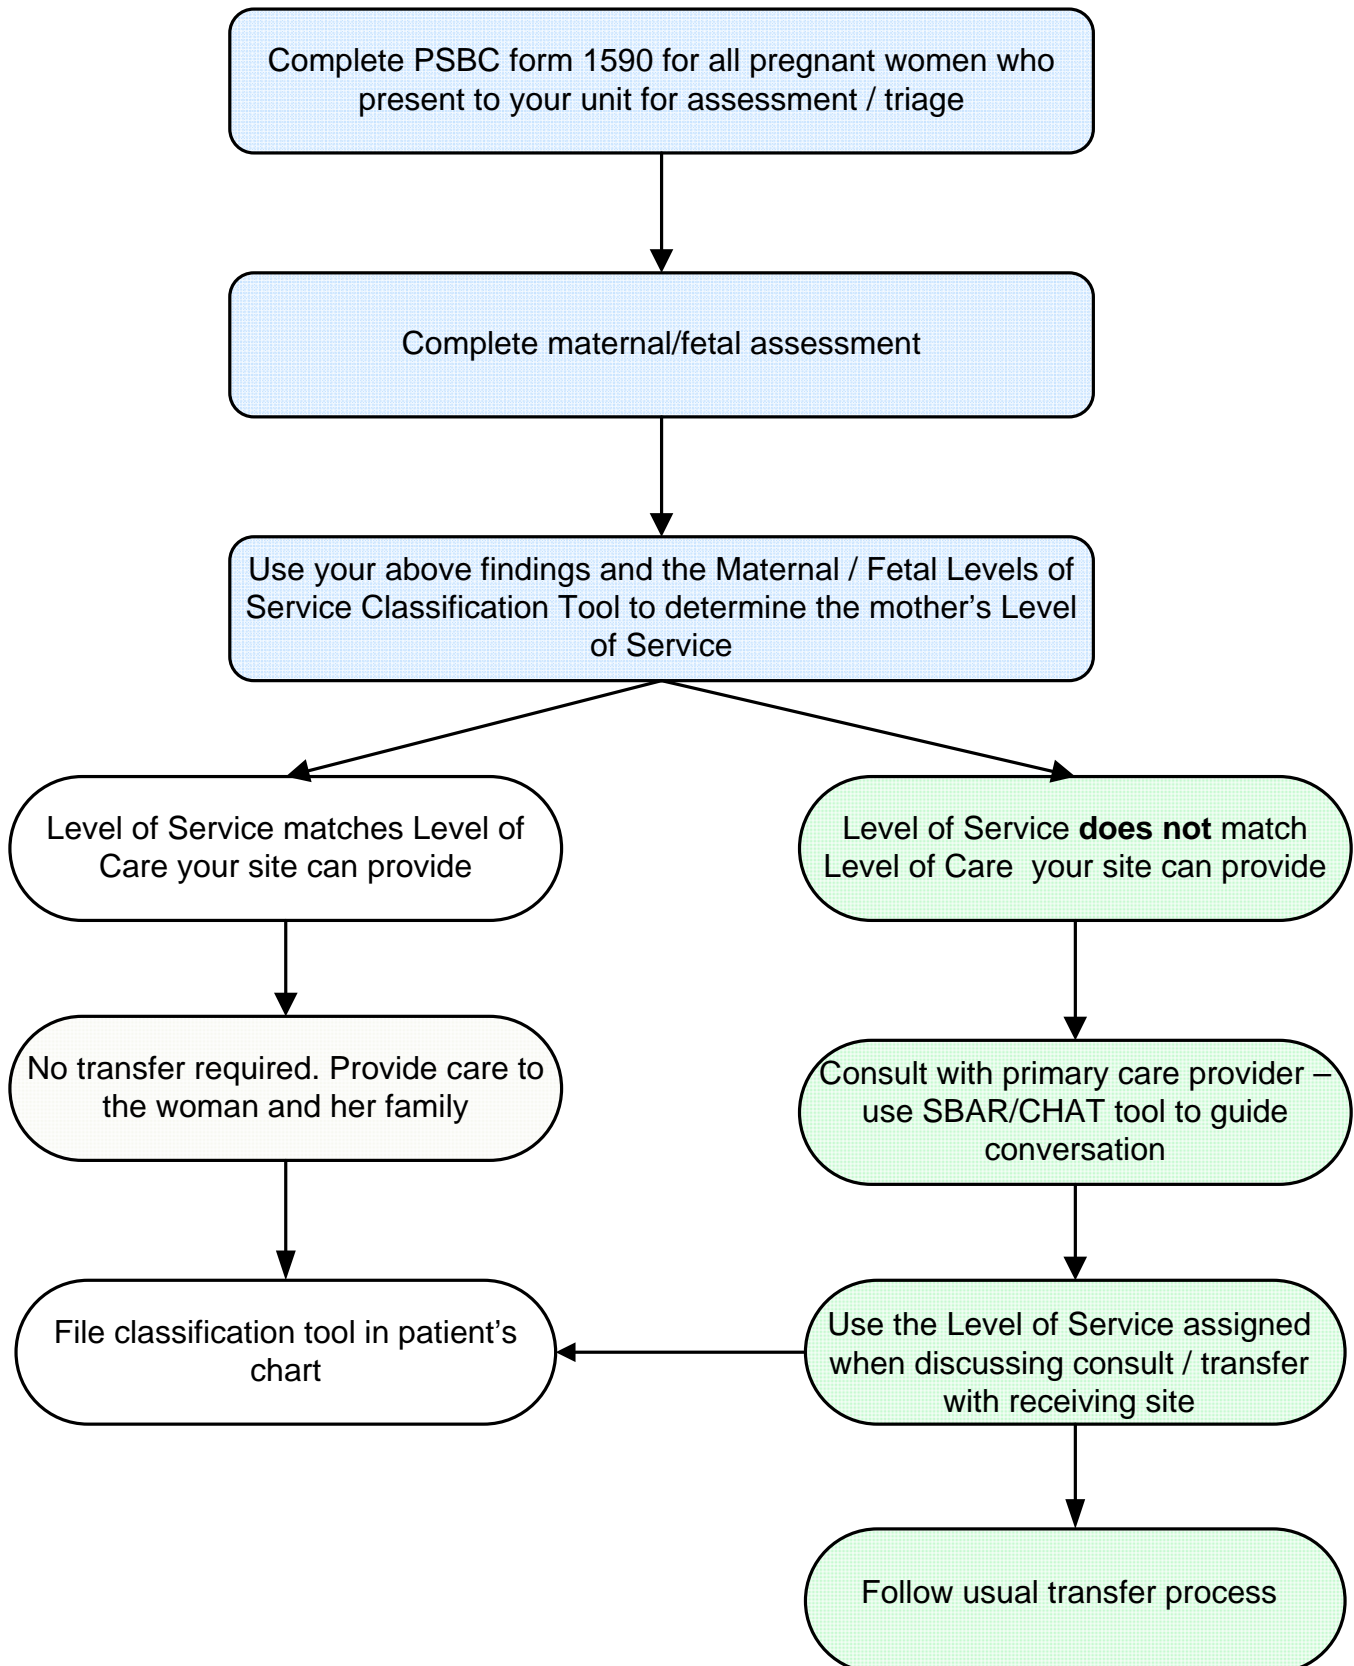 Complete PSBC form 1590 for all pregnant women who
present to your unit for assessment / triage
Complete maternal/fetal assessment
Use your above findings and the Maternal / Fetal Levels of
Service Classification Tool to determine the mother’s Level
of Service
Level of Service matches Level of
Care your site can provide
Level of Service does not match
Level of Care  your site can provide
No transfer required. Provide care to
the woman and her family
Consult with primary care provider –
use SBAR/CHAT tool to guide
conversation
File classification tool in patient’s
chart
Use the Level of Service assigned
when discussing consult / transfer
with receiving site
Follow usual transfer process